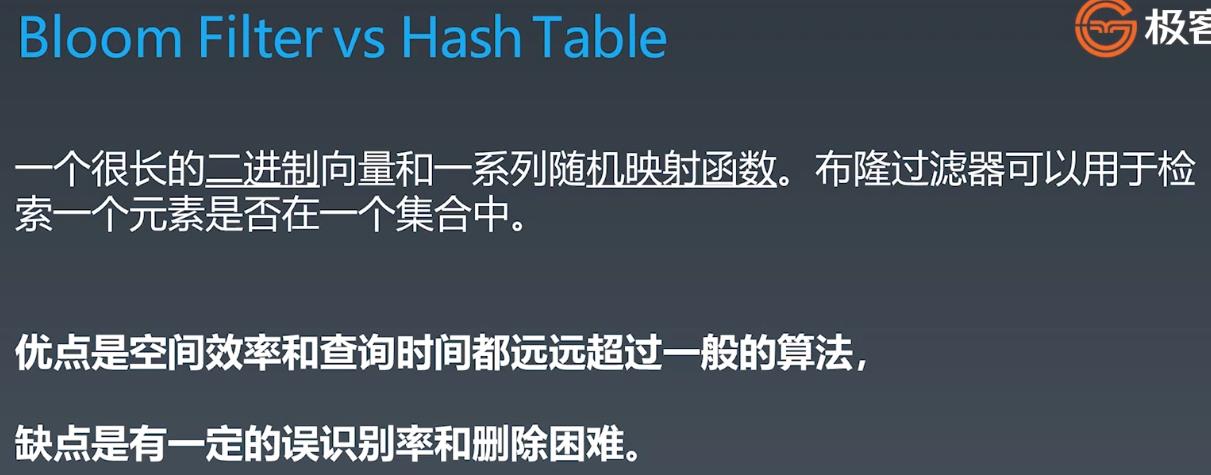 Bloom Filter vs Hash Table
极客
一个很长的二进制向量和一系列随机映射函数。布隆过滤器可以用于检
索一个元素是否在一个集合中。
优点是空间效率和查询时间都远远超过一般的算法，
缺点是有一定的误识别率和删除困难。